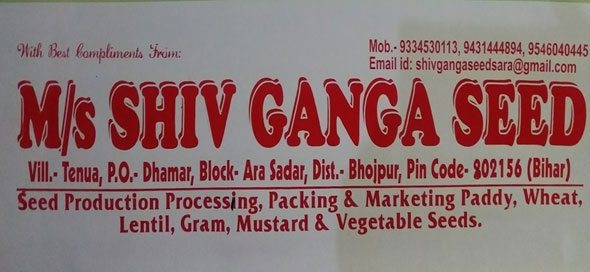 With Best Compliments From:
Mob.- 9334530113, 9431444894, 9546040445
Email id: shivgangaseedsara@gmail.com
M/s SHIV GANGA SEED
Vill.- Tenua, P.O.- Dhamar, Block- Ara Sadar, Dist.- Bhojpur, Pin Code- 802156 (Bihar)
Seed Production Processing, Packing & Marketing Paddy, Wheat,
Lentil, Gram, Mustard & Vegetable Seeds.